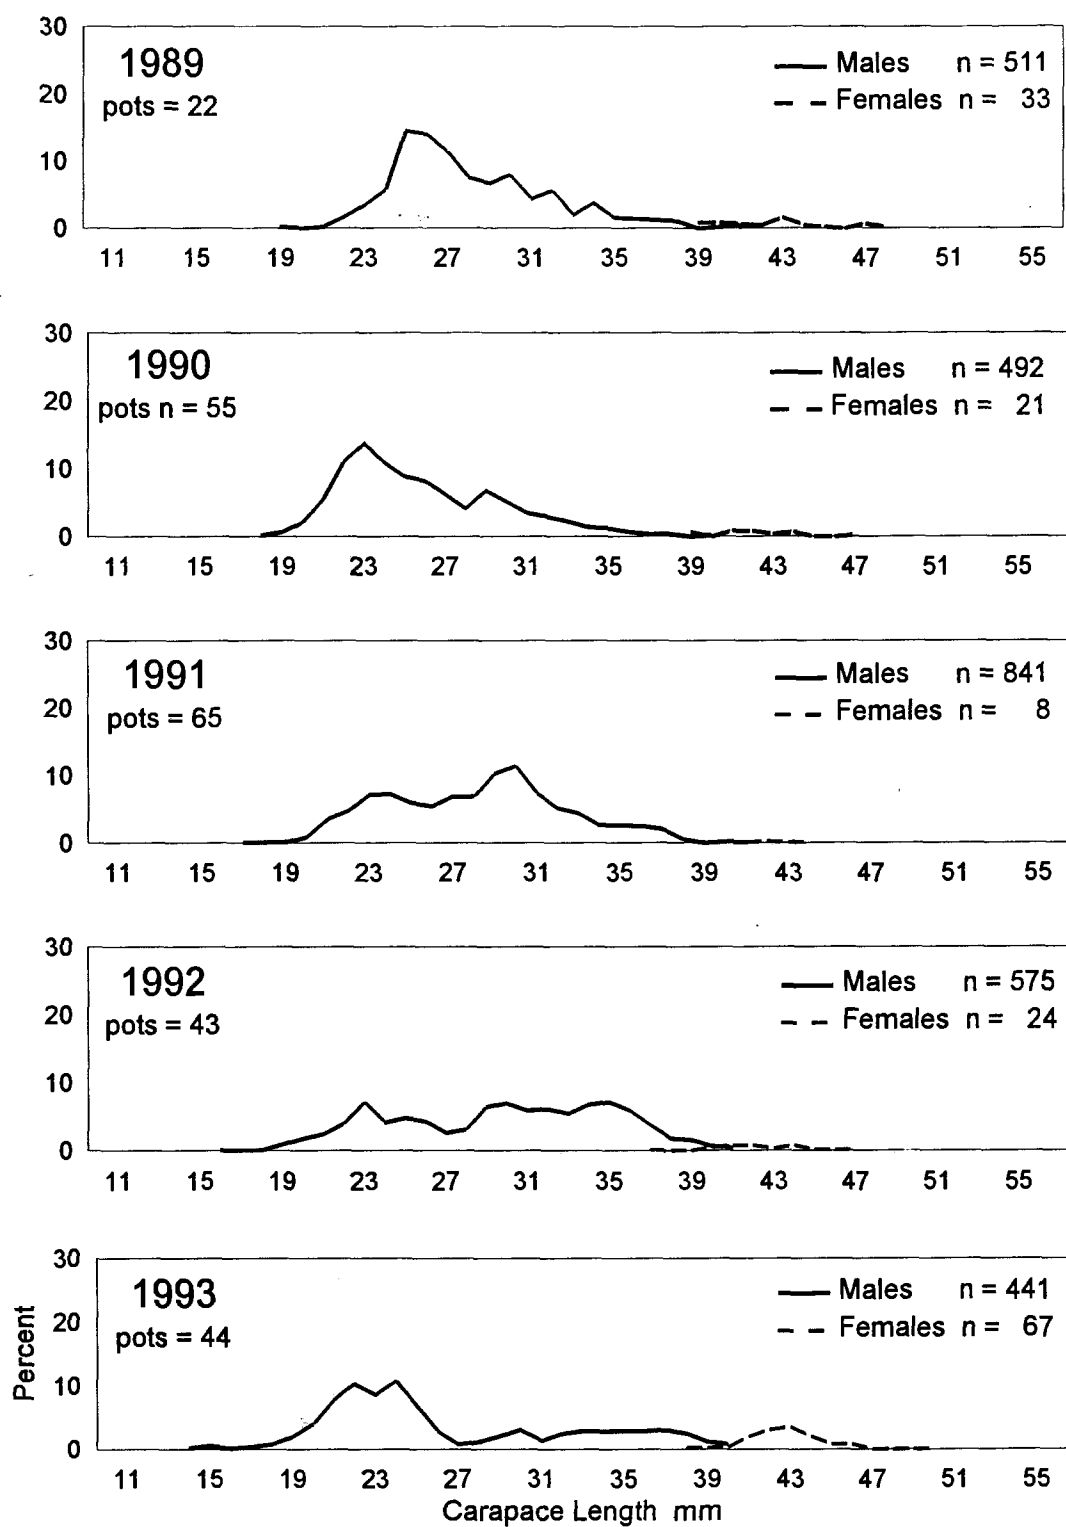 30
1989
Males n = 511
20
pots = 22
Females n = 33
10
0
11 15 19 23 27 31 35 39 43 47 51 55
30
1990
Males n = 492
20
pots n = 55
Females n = 21
10
0
11 15 19 23 27 31 35 39 43 47 51 55
30
1991
Males n = 841
20
pots = 65
Females n = 8
10
0
11 15 19 23 27 31 35 39 43 47 51 55
30
1992
Males n = 575
20
pots = 43
Females n = 24
10
0
11 15 19 23 27 31 35 39 43 47 51 55
30
1993
Males n = 441
20
pots = 44
Females n = 67
10
0
Percent
11 15 19 23 27 31 35 39 43 47 51 55
Carapace Length mm